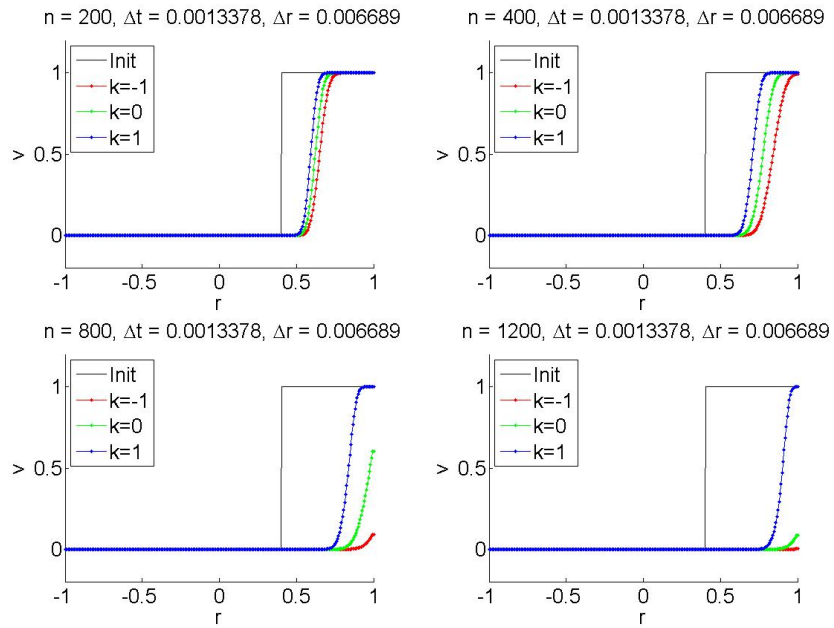 n = 200, Δt = 0.0013378, Δr = 0.006689
1
0.5
0
v
Init
k=-1
k=0
k=1
-1 -0.5 0 0.5 1
r
n = 400, Δt = 0.0013378, Δr = 0.006689
1
0.5
0
v
Init
k=-1
k=0
k=1
-1 -0.5 0 0.5 1
r
n = 800, Δt = 0.0013378, Δr = 0.006689
1
0.5
0
v
Init
k=-1
k=0
k=1
-1 -0.5 0 0.5 1
r
n = 1200, Δt = 0.0013378, Δr = 0.006689
1
0.5
0
v
Init
k=-1
k=0
k=1
-1 -0.5 0 0.5 1
r